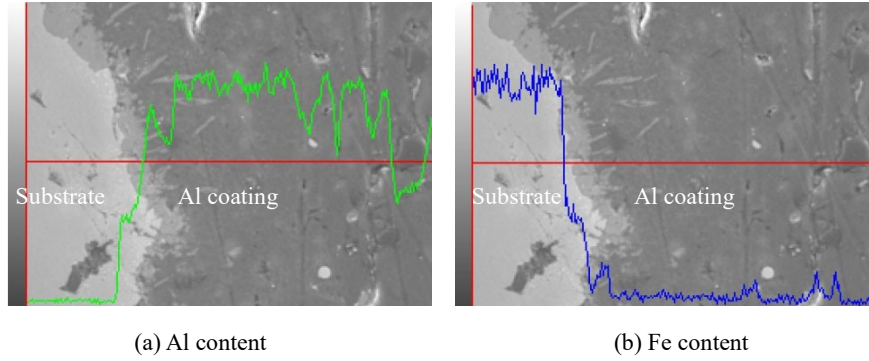 Substrate Al coating
Substrate Al coating
(a) Al content
(b) Fe content